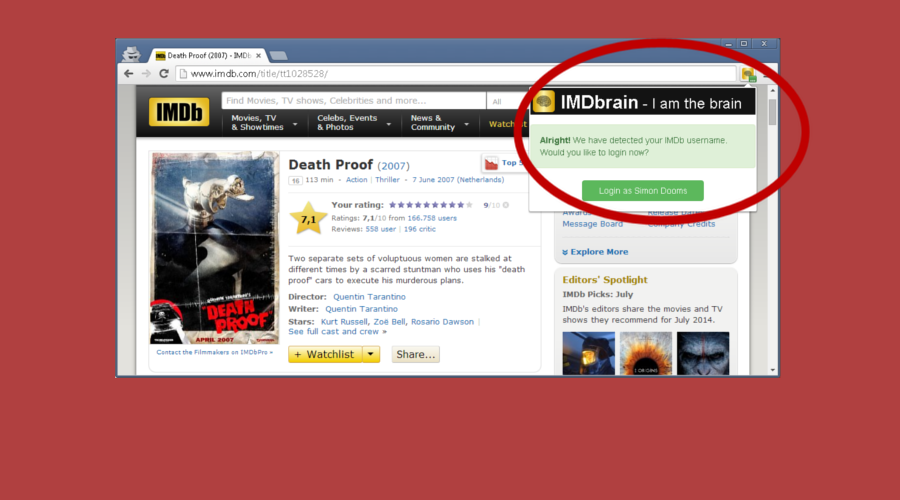 Death Proof (2007) - IMDb
www.imdb.com/title/tt1028528/
IMDb
Find Movies, TV shows, Celebrities and more...
All
Movies, TV
& Showtimes
Celebs, Events
& Photos
News &
Community
Watchlist
IMDbrain - I am the brain
Alright! We have detected your IMDb username.
Would you like to login now?
Login as Simon Dooms
DEATH
PROOF
APRIL 2007
Contact the Filmmakers on IMDbPro »
Death Proof (2007)
Top
16 113 min - Action | Thriller - 7 June 2007 (Netherlands)
7,1
Your rating: 9/10
Ratings: 7,1/10 from 166.758 users
Reviews: 558 user | 196 critic
Two separate sets of voluptuous women are stalked at
different times by a scarred stuntman who uses his "death
proof" cars to execute his murderous plans.
Director: Quentin Tarantino
Writer: Quentin Tarantino
Stars: Kurt Russell, Zoë Bell, Rosario Dawson |
See full cast and crew »
+ Watchlist
Share...
Message Board
Company Credits
Explore More
Editors' Spotlight
IMDb Picks: July
IMDb's editors share the movies and TV
shows they recommend for July 2014.
I ORIGINS